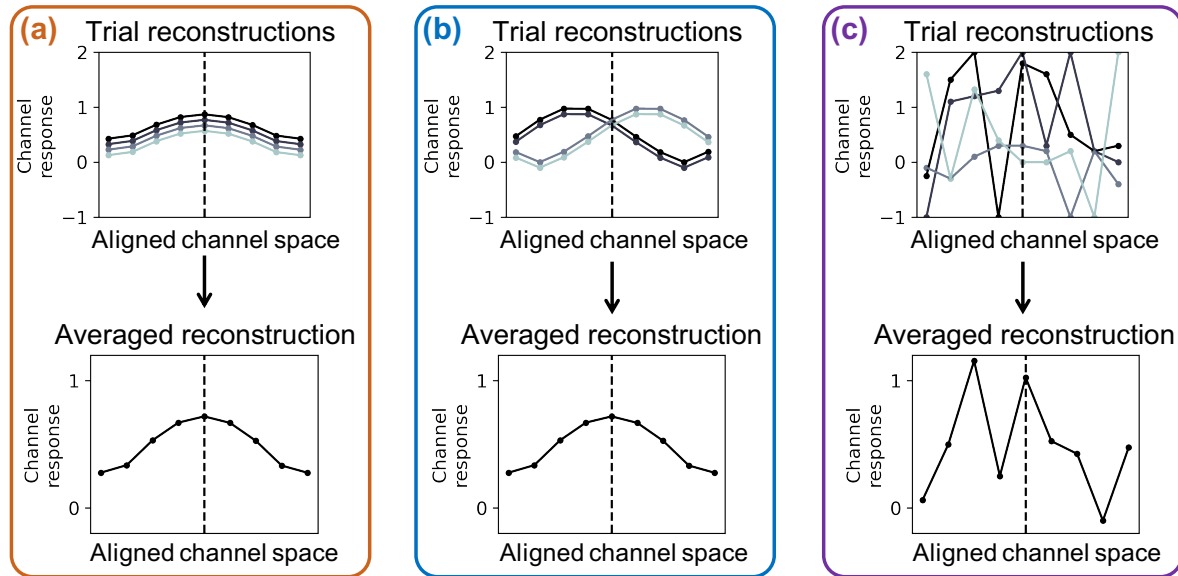 (a)
Trial reconstructions
Channel
response
2
1
0
−1
Aligned channel space
Averaged reconstruction
Channel
response
1
0
Aligned channel space
(b)
Trial reconstructions
Channel
response
2
1
0
−1
Aligned channel space
Averaged reconstruction
Channel
response
1
0
Aligned channel space
(c)
Trial reconstructions
Channel
response
2
1
0
−1
Aligned channel space
Averaged reconstruction
Channel
response
1
0
Aligned channel space